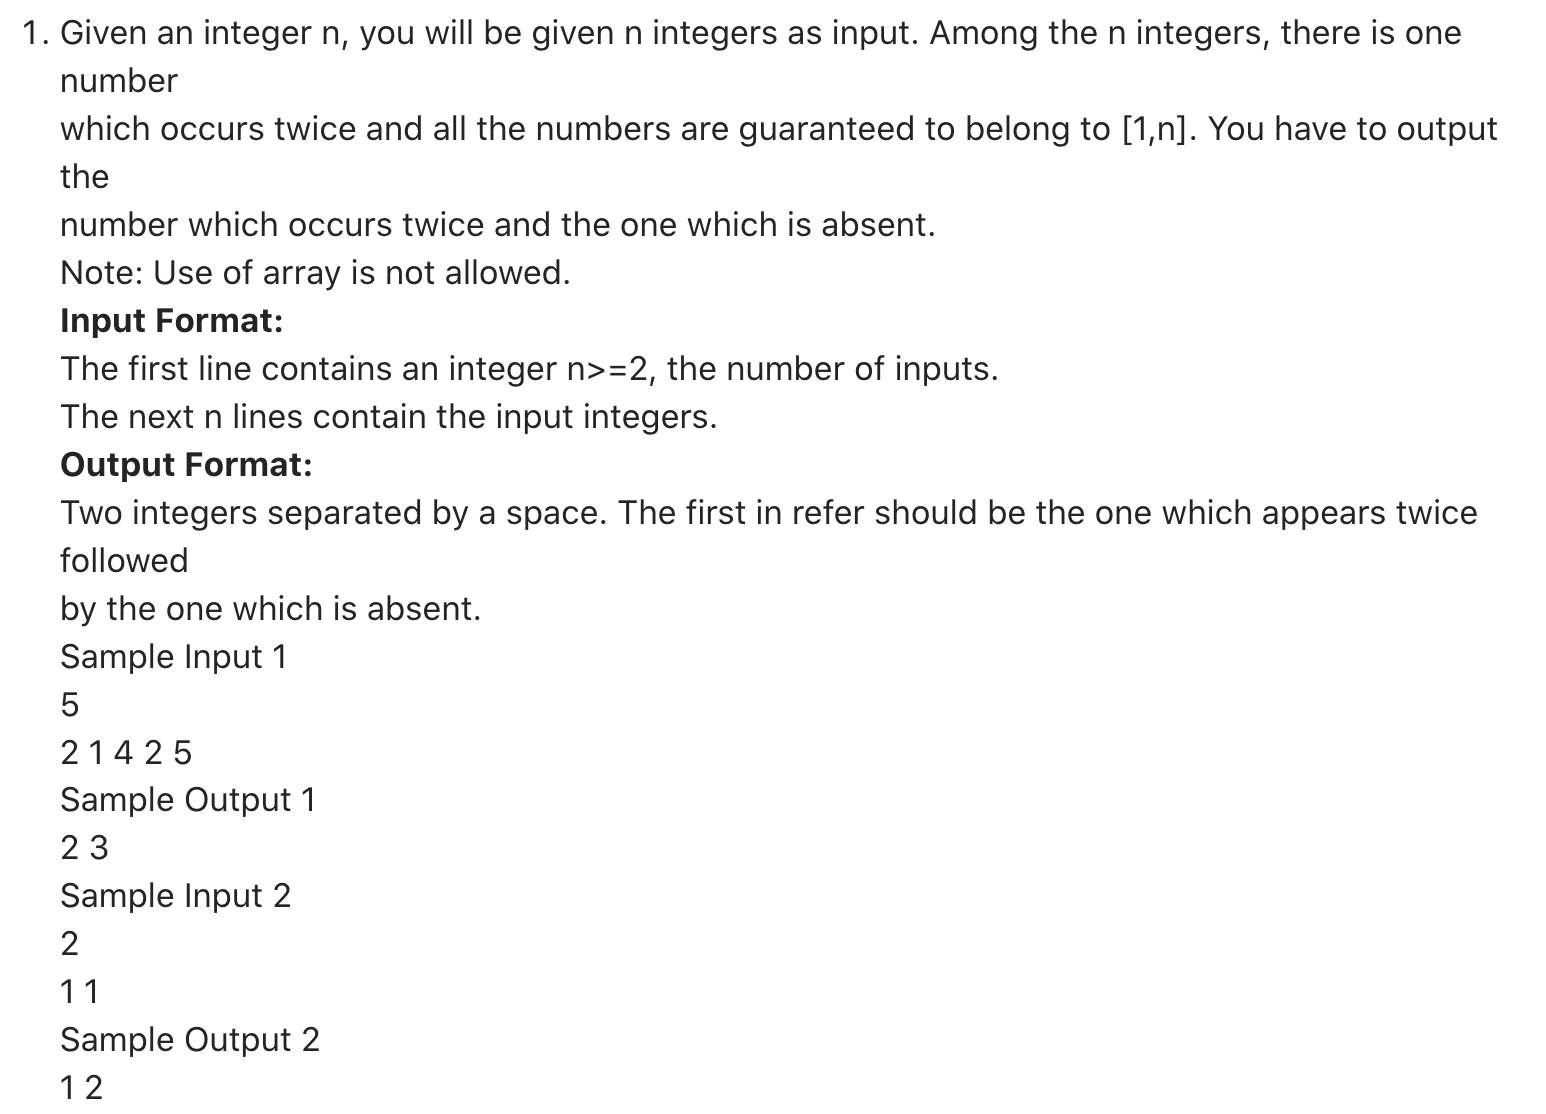 1. Given an integer n, you will be given n integers as input. Among the n integers, there is one
number
which occurs twice and all the numbers are guaranteed to belong to [1,n]. You have to output
the
number which occurs twice and the one which is absent.
Note: Use of array is not allowed.
Input Format:
The first line contains an integer n>=2, the number of inputs.
The next n lines contain the input integers.
Output Format:
Two integers separated by a space. The first in refer should be the one which appears twice
followed
by the one which is absent.
Sample Input 1
5
2 1 4 2 5
Sample Output 1
2 3
Sample Input 2
2
1 1
Sample Output 2
1 2